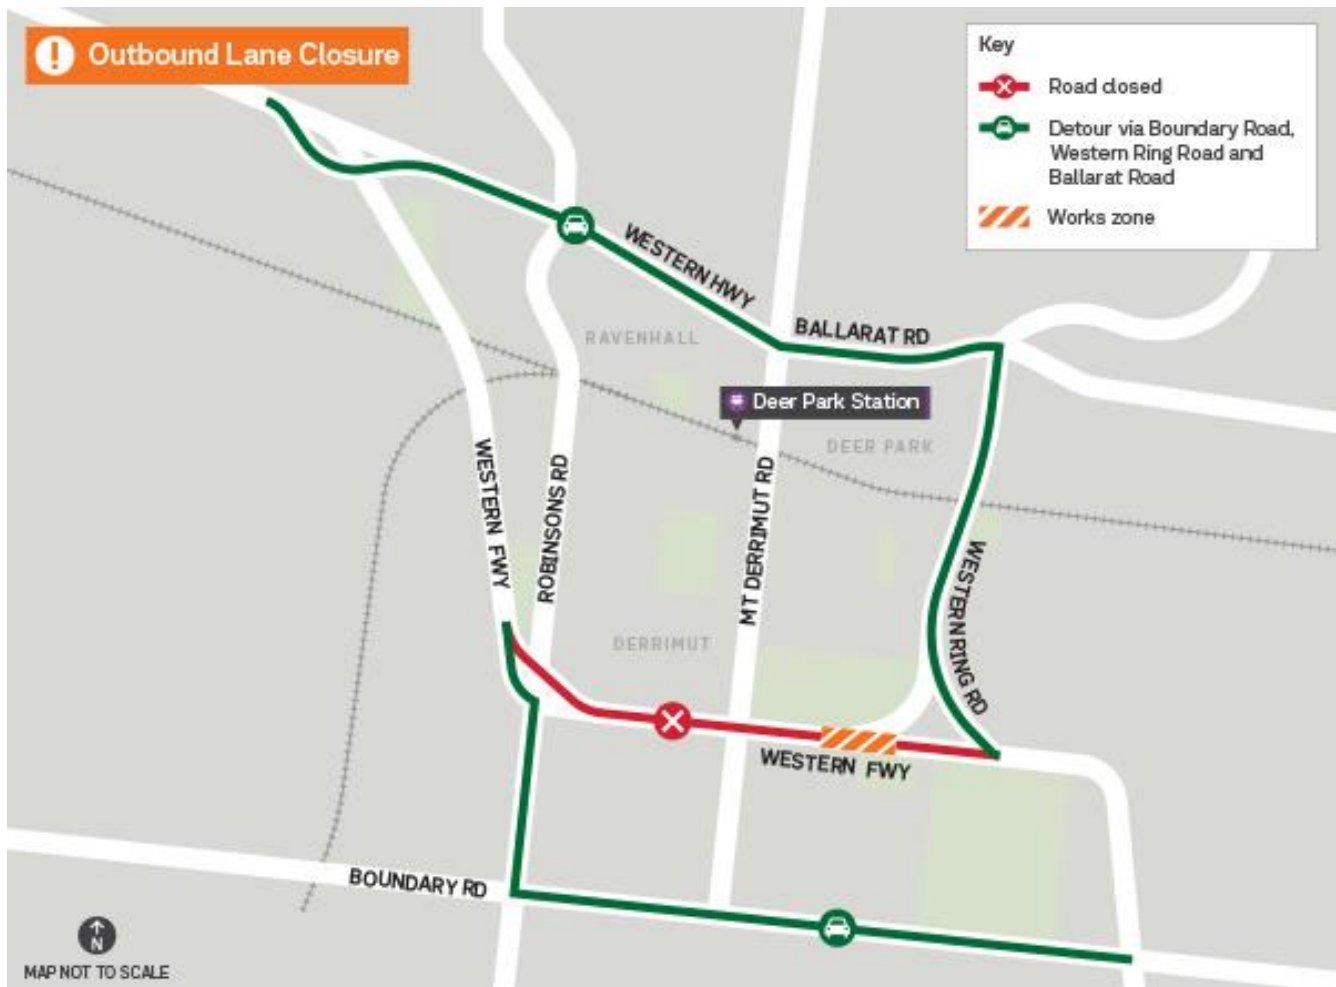 Outbound Lane Closure
Key
Road closed
Detour via Boundary Road,
Western Ring Road and
Ballarat Road
Works zone
WESTERN HWY
BALLARAT RD
RAVENHALL
Deer Park Station
DEER PARK
WESTERN FWY
ROBINSONS RD
MT DERRIMUT RD
WESTERN RING RD
DERRIMUT
WESTERN FWY
BOUNDARY RD
N
MAP NOT TO SCALE